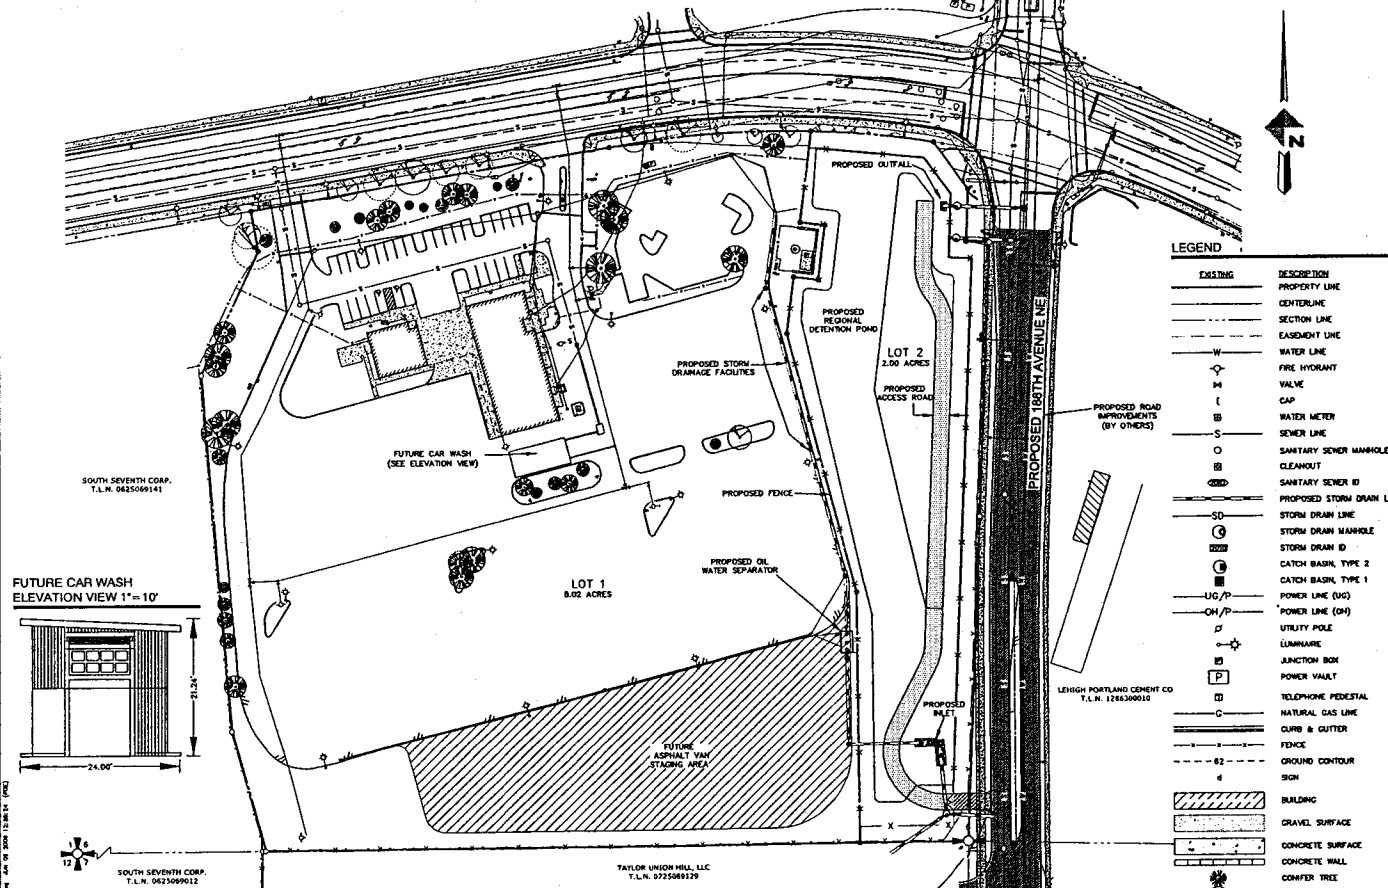 N
PROPOSED OUTFALL
LEGEND
EXISTING
DESCRIPTION
PROPERTY LINE
CENTERLINE
SECTION LINE
EASEMENT LINE
W
WATER LINE
FIRE HYDRANT
VALVE
CAP
WATER METER
S
SEWER LINE
SANITARY SEWER MANHOLE
CLEANOUT
SANITARY SEWER ID
PROPOSED STORM DRAIN L
SD
STORM DRAIN LINE
STORM DRAIN MANHOLE
STORM DRAIN ID
CATCH BASIN, TYPE 2
CATCH BASIN, TYPE 1
UG/P
POWER LINE (UG)
OH/P
POWER LINE (OH)
UTILITY POLE
LUMINAIRE
JUNCTION BOX
P
POWER VAULT
TELEPHONE PEDESTAL
G
NATURAL GAS LINE
CURB & GUTTER
FENCE
62
GROUND CONTOUR
SIGN
BUILDING
GRAVEL SURFACE
CONCRETE SURFACE
CONCRETE WALL
CONIFER TREE
PROPOSED
REGIONAL
DETENTION POND
LOT 2
2.00 ACRES
PROPOSED
ACCESS ROAD
PROPOSED 188TH AVENUE NE
PROPOSED ROAD
IMPROVEMENTS
(BY OTHERS)
PROPOSED STORM
DRAINAGE FACILITIES
FUTURE CAR WASH
(SEE ELEVATION VIEW)
SOUTH SEVENTH CORP.
T.L.N. 0625069141
PROPOSED FENCE
PROPOSED OIL
WATER SEPARATOR
LOT 1
8.02 ACRES
FUTURE CAR WASH
ELEVATION VIEW 1"=10'
21.24'
24.00'
LEHIGH PORTLAND CEMENT CO
T.L.N. 1286300010
PROPOSED
INLET
FUTURE
ASPHALT VAN
STAGING AREA
1 6
12 7
SOUTH SEVENTH CORP.
T.L.N. 0625069012
TAYLOR UNION HILL, LLC
T.L.N. 0725069129